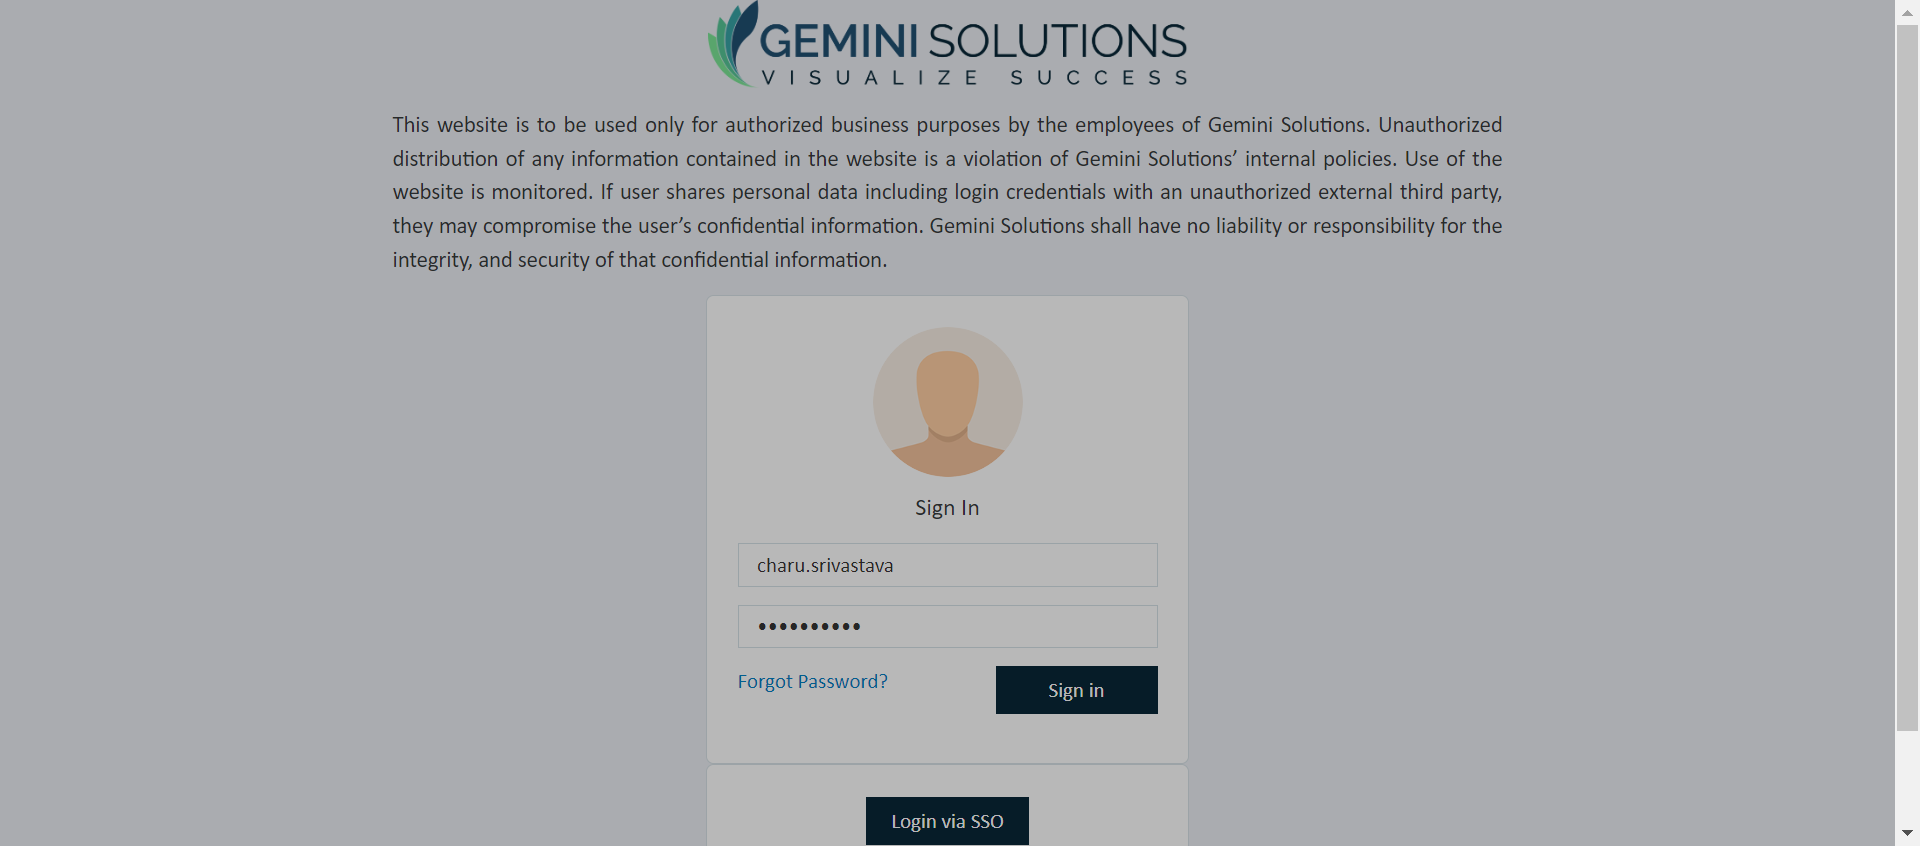 GEMINI SOLUTIONS
VISUALIZE SUCCESS
This website is to be used only for authorized business purposes by the employees of Gemini Solutions. Unauthorized
distribution of any information contained in the website is a violation of Gemini Solutions’ internal policies. Use of the
website is monitored. If user shares personal data including login credentials with an unauthorized external third party,
they may compromise the user’s confidential information. Gemini Solutions shall have no liability or responsibility for the
integrity, and security of that confidential information.
Sign In
charu.srivastava
••••••••••
Forgot Password?
Sign in
Login via SSO